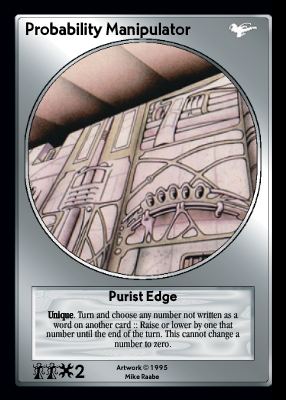 Probability Manipulator
Purist Edge
Unique. Turn and choose any number not written as a
word on another card :: Raise or lower by one that
number until the end of the turn. This cannot change a
number to zero.
2
Artwork © 1995
Mike Raabe